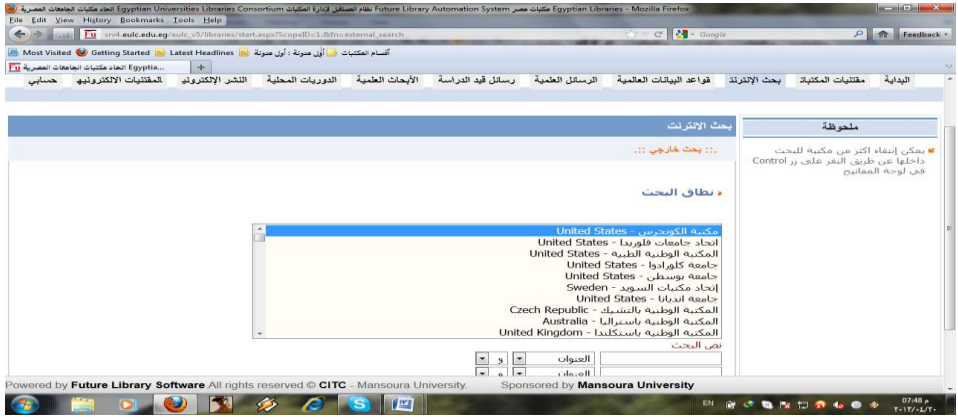 اتحاد مكتبات الجامعات المصرية Egyptian Universities Libraries Consortium نظام المستقبل لإدارة المكتبات Future Library Automation System مكتبات مصر Egyptian Libraries - Mozilla Firefox
File Edit View History Bookmarks Tools Help
srv4.eulc.edu.eg/eulc_v5/libraries/start.aspx?ScopeID=1.&fn=external_search
Google
Feedback
Most Visited Getting Started Latest Headlines أول مدونة : أول مدونة أقسام المكتبات
اتحاد مكتبات الجامعات المصرية Egyptia...
البداية مقتنيات المكتبات بحث الإنترنت قواعد البيانات العالمية الرسائل العلمية رسائل قيد الدراسة الأبحاث العلمية الدوريات المحلية النشر الإلكتروني المقتنيات الالكترونيه حسابي
ملحوظة
يمكن إنتقاء اكثر من مكتبة للبحث
داخلها عن طريق النقر على زر Control
في لوحة المفاتيح
بحث الانترنت
.:: بحث خارجي ::.
نطاق البحث
مكتبة الكونجرس - United States
اتحاد جامعات فلوريدا - United States
المكتبة الوطنية الطبية - United States
جامعة كلورادوا - United States
جامعة بوسطن - United States
إتحاد مكتبات السويد - Sweden
جامعة انديانا - United States
المكتبة الوطنية بالتشيك - Czech Republic
المكتبة الوطنية باستراليا - Australia
المكتبة الوطنية باسكتلندا - United Kingdom
نص البحث
العنوان و
العنوان و
Powered by Future Library Software.All rights reserved © CITC - Mansoura University. Sponsored by Mansoura University
EN
07:48 م
٢٠١٣/٠٤/٢٠